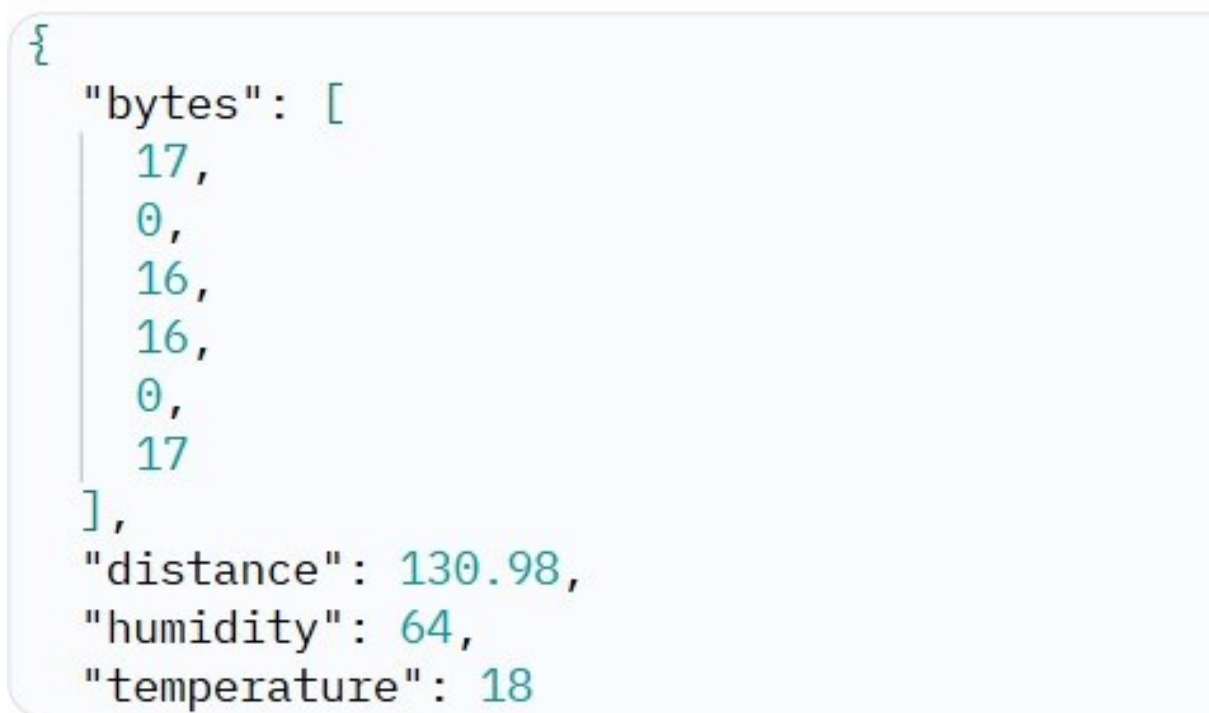 {
"bytes": [
17,
0,
16,
16,
0,
17
],
"distance": 130.98,
"humidity": 64,
"temperature": 18